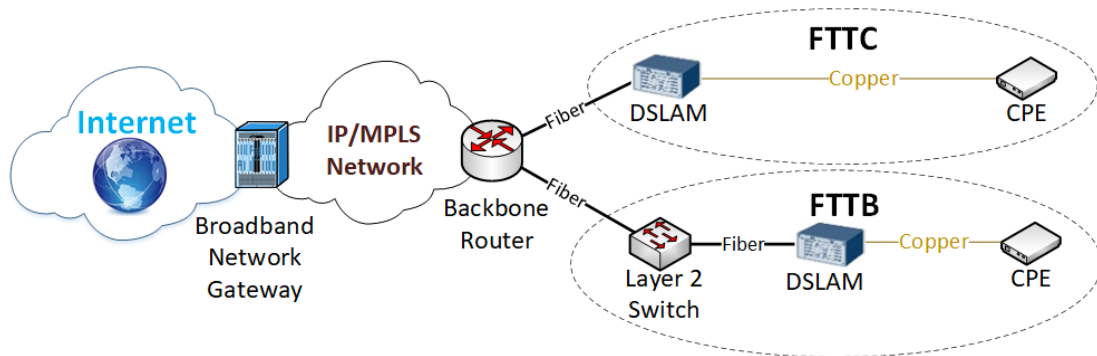 Internet
Broadband
Network
Gateway
IP/MPLS
Network
Backbone
Router
Fiber
Fiber
FTTC
DSLAM
Copper
CPE
FTTB
Layer 2
Switch
Fiber
DSLAM
Copper
CPE